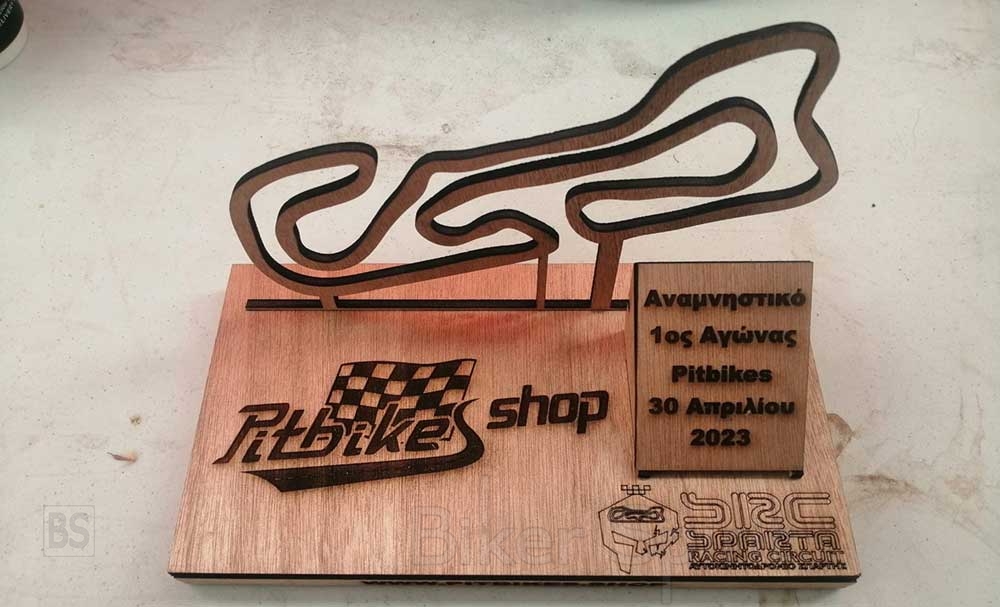 Αναμνηστικό
1ος Αγώνας
Pitbikes
30 Απριλίου
2023
Pitbikes shop
SRC
SPARTA
RACING CIRCUIT
ΑΥΤΟΚΙΝΗΤΟΔΡΟΜΙΟ ΣΠΑΡΤΗΣ
BS
Biker